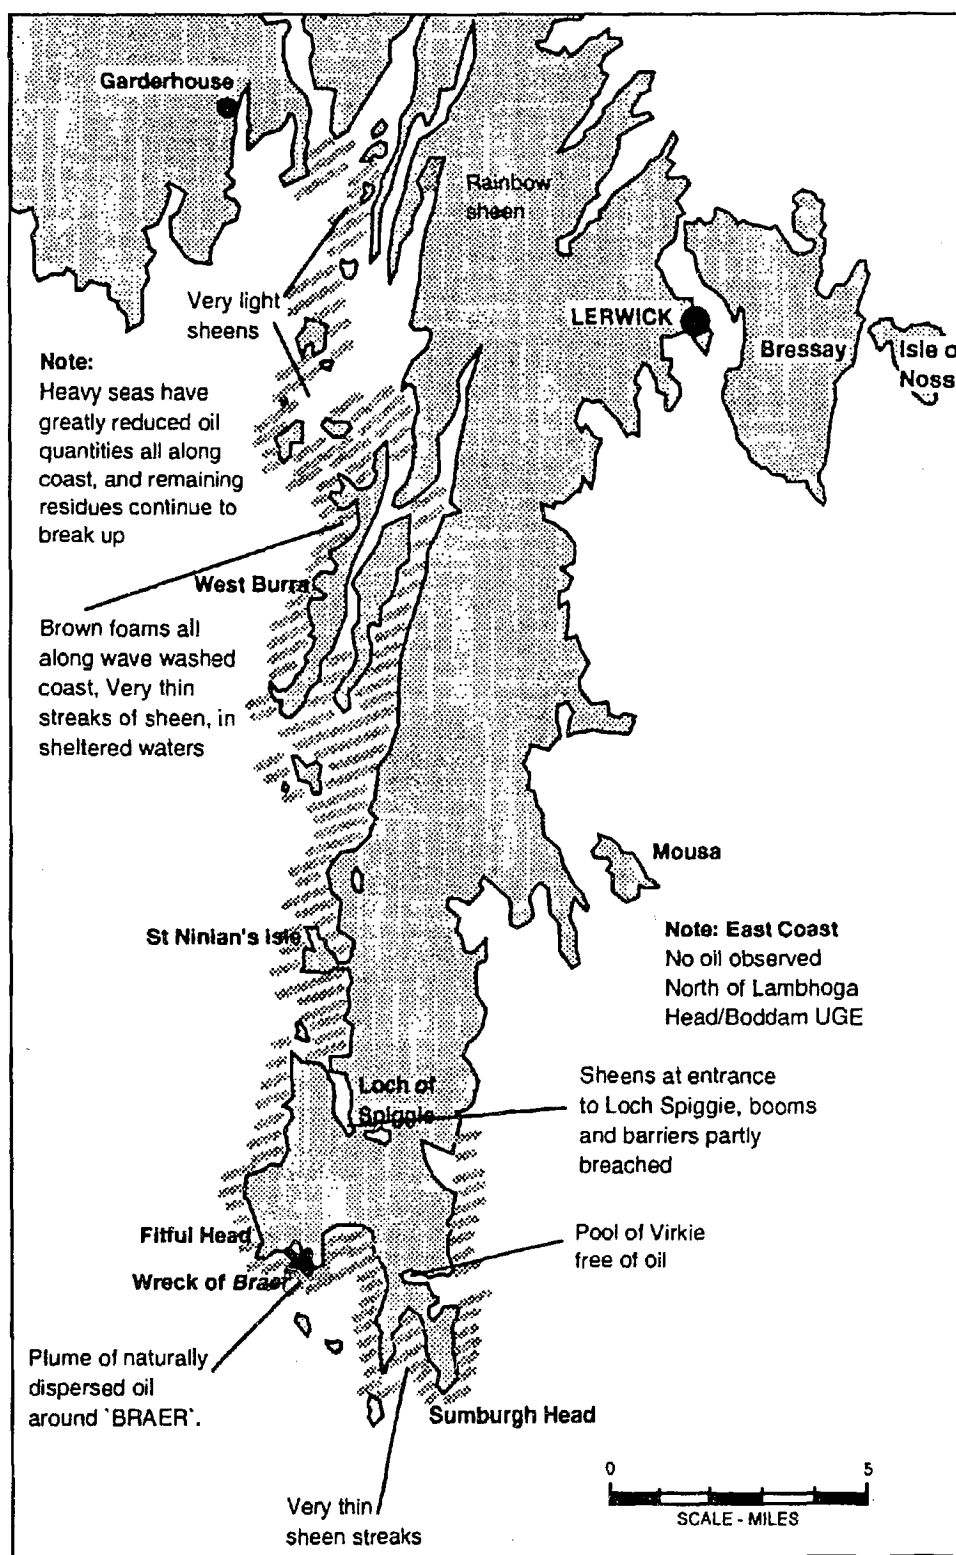 Garderhouse
Rainbow
sheen
Very light
sheens
LERWICK
Bressay
Isle o
Noss
Note:
Heavy seas have
greatly reduced oil
quantities all along
coast, and remaining
residues continue to
break up
West Burra
Brown foams all
along wave washed
coast, Very thin
streaks of sheen, in
sheltered waters
Mousa
St Ninian's Isle
Note: East Coast
No oil observed
North of Lambhoga
Head/Boddam UGE
Loch of
Spiggie
Sheens at entrance
to Loch Spiggie, booms
and barriers partly
breached
Fitful Head
Wreck of Braer
Pool of Virkie
free of oil
Plume of naturally
dispersed oil
around `BRAER`.
Sumburgh Head
Very thin
sheen streaks
0 5
SCALE - MILES